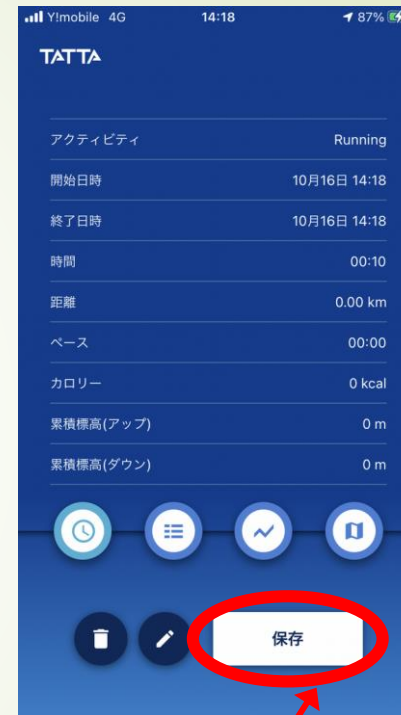 Y!mobile 4G 14:18 87%
TATTA
アクティビティ Running
開始日時 10月16日 14:18
終了日時 10月16日 14:18
時間 00:10
距離 0.00 km
ペース 00:00
カロリー 0 kcal
累積標高(アップ) 0 m
累積標高(ダウン) 0 m
保存